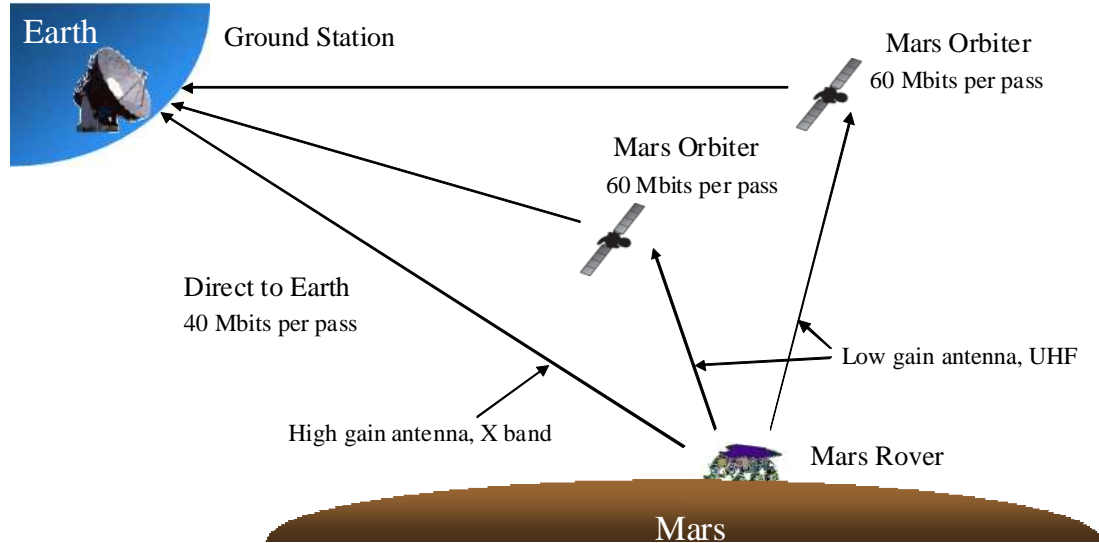 Earth
Ground Station
Mars Orbiter
60 Mbits per pass
Mars Orbiter
60 Mbits per pass
Direct to Earth
40 Mbits per pass
Low gain antenna, UHF
High gain antenna, X band
Mars Rover
Mars